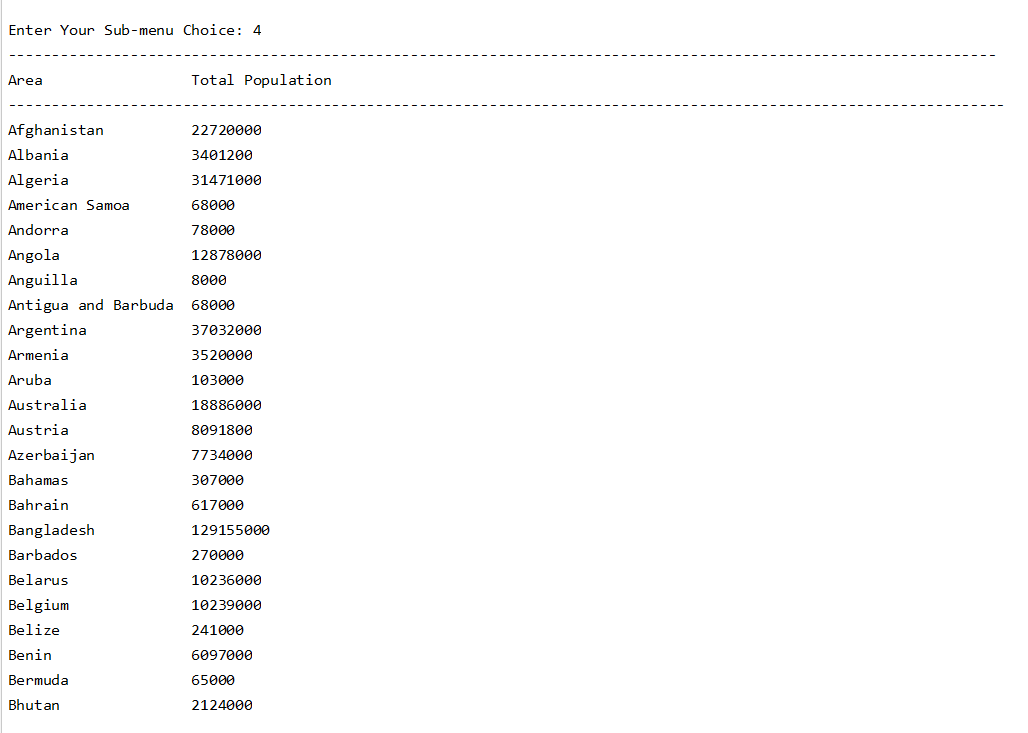 Enter Your Sub-menu Choice: 4
-----------------------------------------------------------------------------------------------------------------
Area Total Population
------------------------------------------------------------------------------------------------------------------
Afghanistan 22720000
Albania 3401200
Algeria 31471000
American Samoa 68000
Andorra 78000
Angola 12878000
Anguilla 8000
Antigua and Barbuda 68000
Argentina 37032000
Armenia 3520000
Aruba 103000
Australia 18886000
Austria 8091800
Azerbaijan 7734000
Bahamas 307000
Bahrain 617000
Bangladesh 129155000
Barbados 270000
Belarus 10236000
Belgium 10239000
Belize 241000
Benin 6097000
Bermuda 65000
Bhutan 2124000